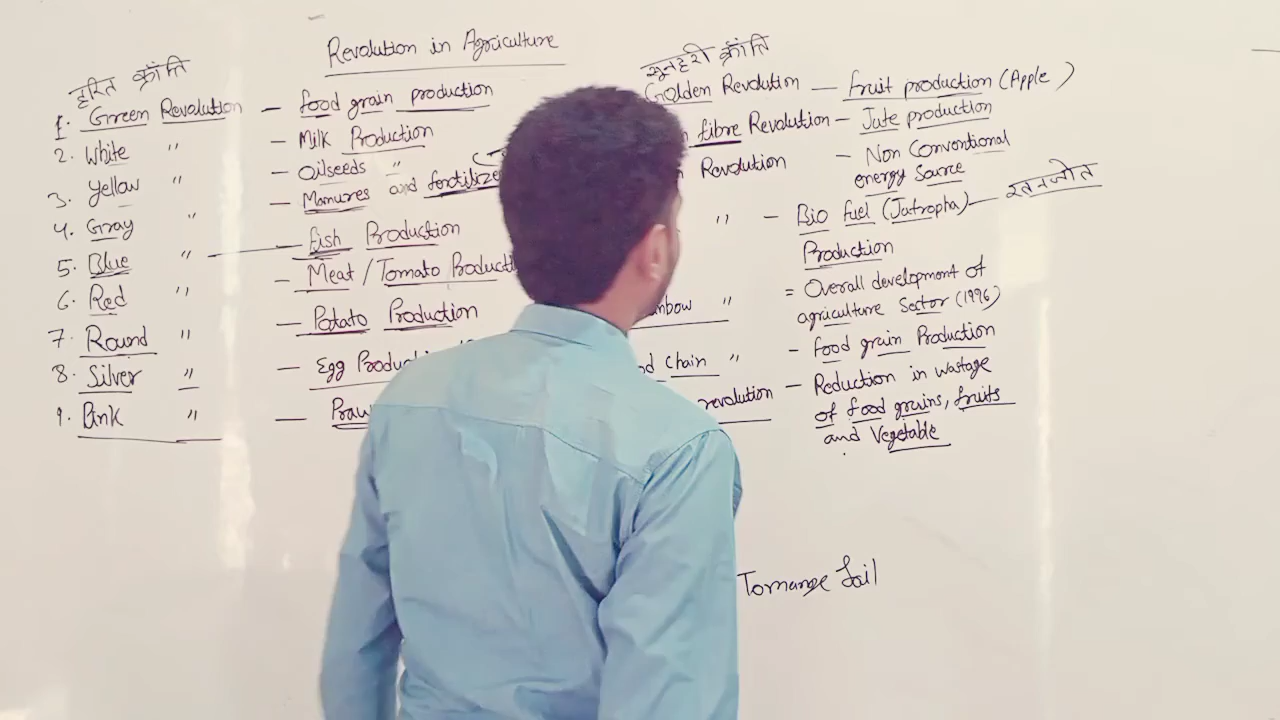 Revolution in Agriculture
हरित क्राँति
1. Green Revolution — food grain production
2. White " — Milk Production
3. Yellow " — Oilseeds "
4. Gray " — Manures and fertilize
5. Blue " — fish Production
6. Red " — Meat / Tomato Product
7. Round " — Potato Production
8. Silver " — Egg Produc
9. Pink " — Praw
सुनहरी क्राँति
Golden Revolution — fruit production (Apple)
fibre Revolution — Jute production
Revolution — Non Conventional
energy Source
" — Bio fuel (Jatropha) — रतनजोत
Production
nbow " = Overall development of
agriculture Sector (1996)
d chain " — food grain Production
revolution — Reduction in wastage
of food grains, fruits
and Vegetable